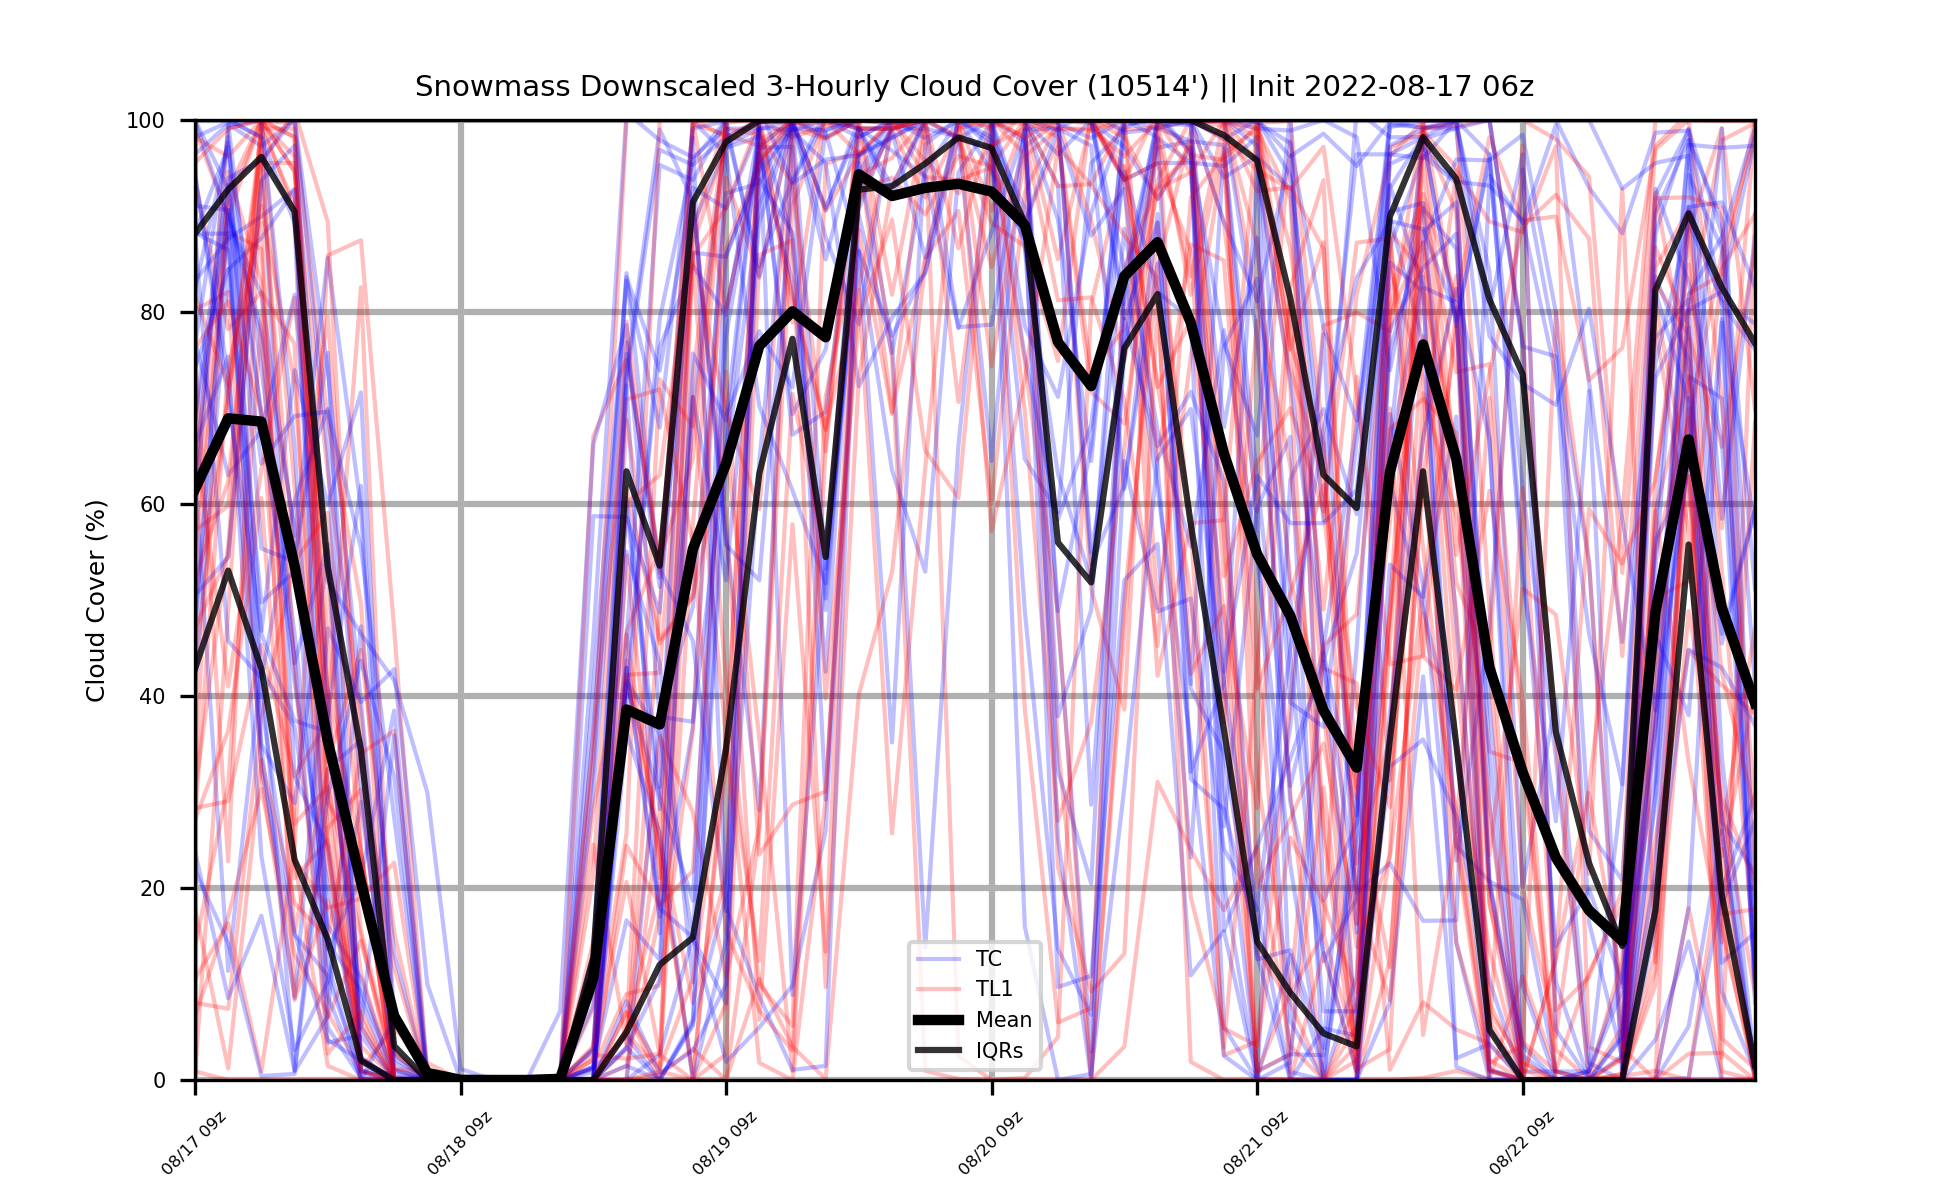 Snowmass Downscaled 3-Hourly Cloud Cover (10514') || Init 2022-08-17 06z
Cloud Cover (%)
100
80
60
40
20
0
TC
TL1
Mean
IQRs
08/17 09z
08/18 09z
08/19 09z
08/20 09z
08/21 09z
08/22 09z